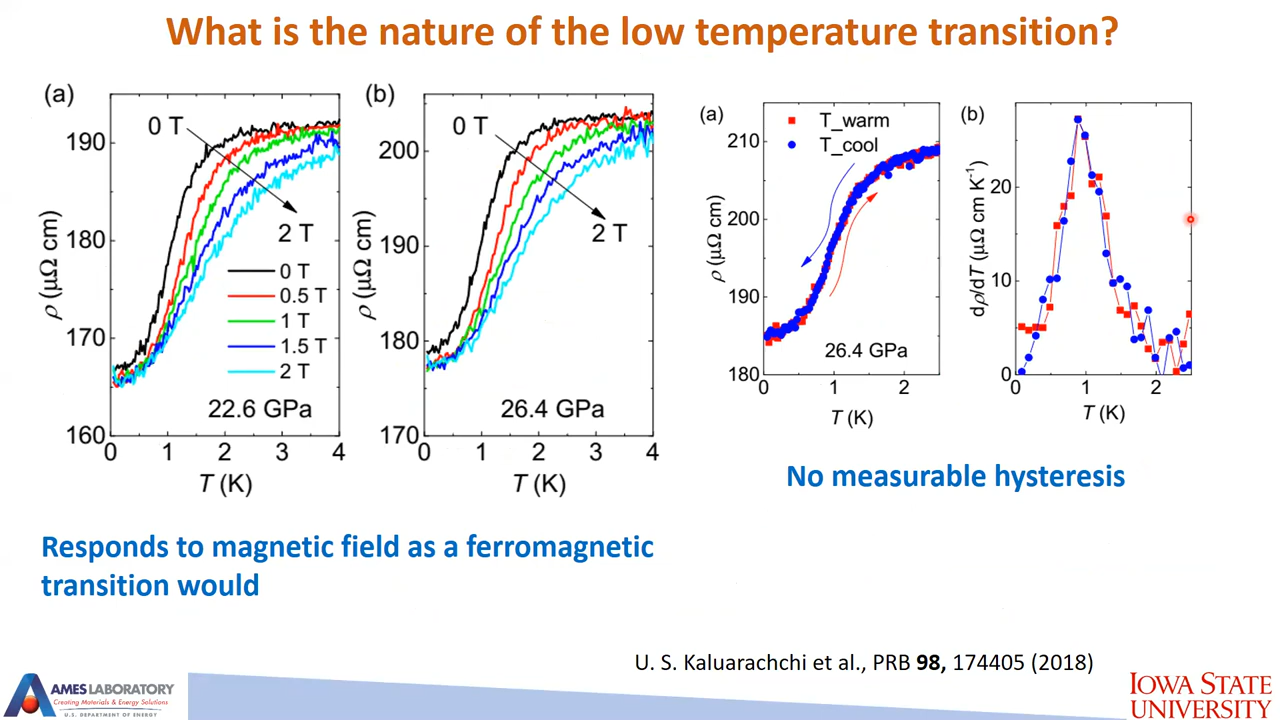 What is the nature of the low temperature transition?
(a)
0 T
2 T
0 T
0.5 T
1 T
1.5 T
2 T
22.6 GPa
190
180
170
160
ρ (μΩ cm)
0 1 2 3 4
T (K)
(b)
0 T
2 T
26.4 GPa
200
190
180
170
ρ (μΩ cm)
0 1 2 3 4
T (K)
(a)
T_warm
T_cool
26.4 GPa
210
200
190
180
ρ (μΩ cm)
0 2
T (K)
(b)
20
10
0
dρ/dT (μΩ cm K⁻¹)
0 1 2
T (K)
No measurable hysteresis
Responds to magnetic field as a ferromagnetic
transition would
U. S. Kaluarachchi et al., PRB 98, 174405 (2018)
AMES LABORATORY
Creating Materials & Energy Solutions
U.S. DEPARTMENT OF ENERGY
IOWA STATE
UNIVERSITY